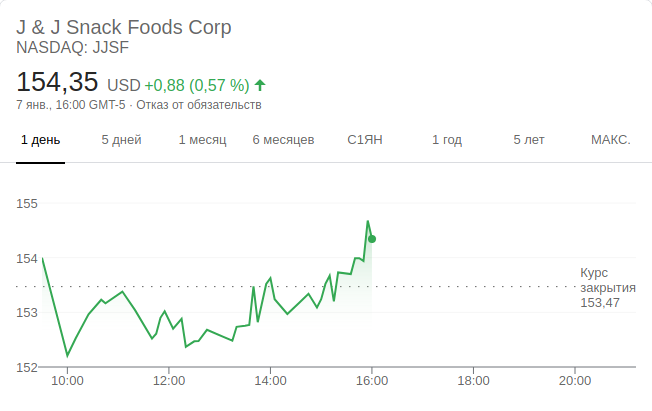 J & J Snack Foods Corp
NASDAQ: JJSF
154,35 USD +0,88 (0,57 %)
7 янв., 16:00 GMT-5 · Отказ от обязательств
1 день 5 дней 1 месяц 6 месяцев С1ЯН 1 год 5 лет МАКС.
155
154
Курс
закрытия
153,47
153
152
10:00 12:00 14:00 16:00 18:00 20:00